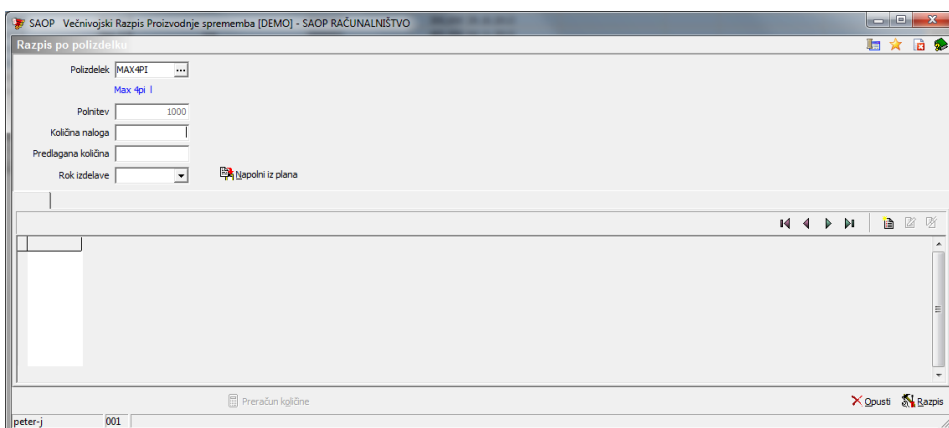 SAOP Večnivojski Razpis Proizvodnje sprememba [DEMO] - SAOP RAČUNALNIŠTVO
Razpis po polizdelku
Polizdelek MAX4PI ...
Max 4pi l
Polnitev 1000
Količina naloga
Predlagana količina
Rok izdelave Napolni iz plana
Preračun količine Opusti Razpis
peter-j 001